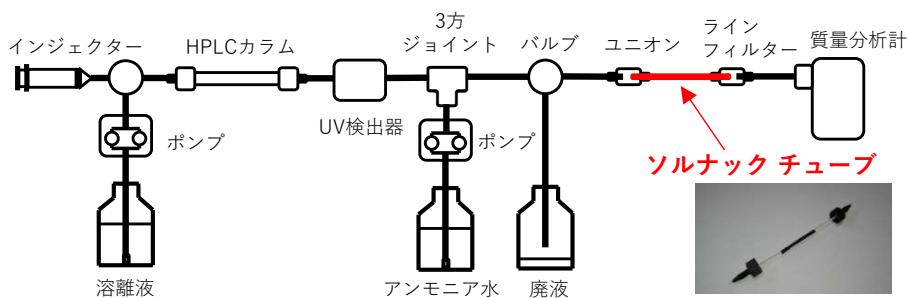 インジェクター
HPLCカラム
3方
ジョイント
バルブ
ユニオン
ライン
フィルター
質量分析計
UV検出器
ポンプ
ポンプ
ソルナック チューブ
溶離液
アンモニア水
廃液